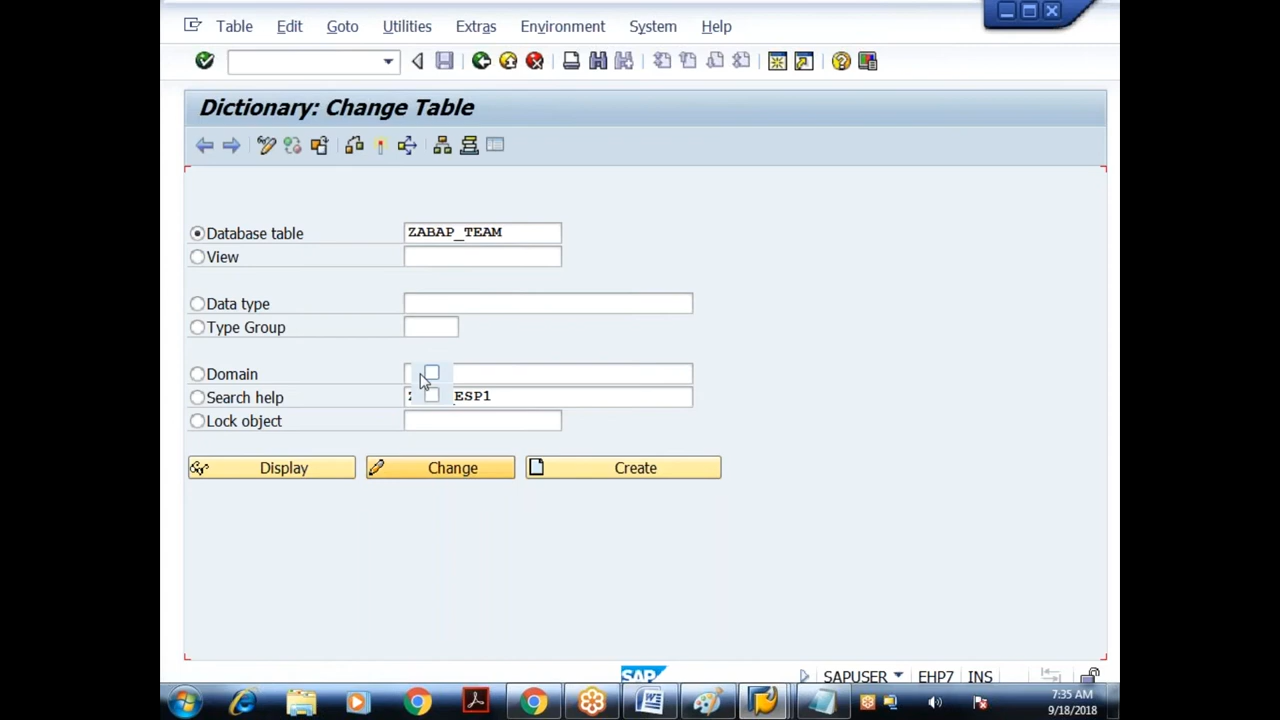 Table Edit Goto Utilities Extras Environment System Help
Dictionary: Change Table
Database table ZABAP_TEAM
View
Data type
Type Group
Domain
Search help ESP1
Lock object
Display Change Create
SAP SAPUSER EHP7 INS
7:35 AM
9/18/2018